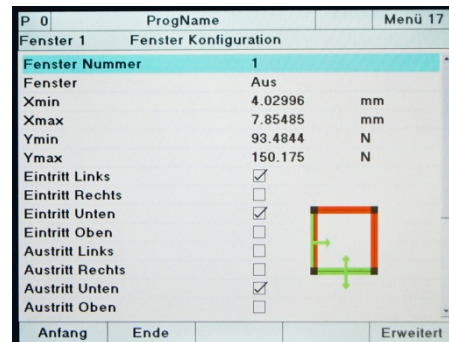 P 0 ProgName Menü 17
Fenster 1 Fenster Konfiguration
Fenster Nummer 1
Fenster Aus
Xmin 4.02996 mm
Xmax 7.85485 mm
Ymin 93.4844 N
Ymax 150.175 N
Eintritt Links
Eintritt Rechts
Eintritt Unten
Eintritt Oben
Austritt Links
Austritt Rechts
Austritt Unten
Austritt Oben
Anfang Ende Erweitert